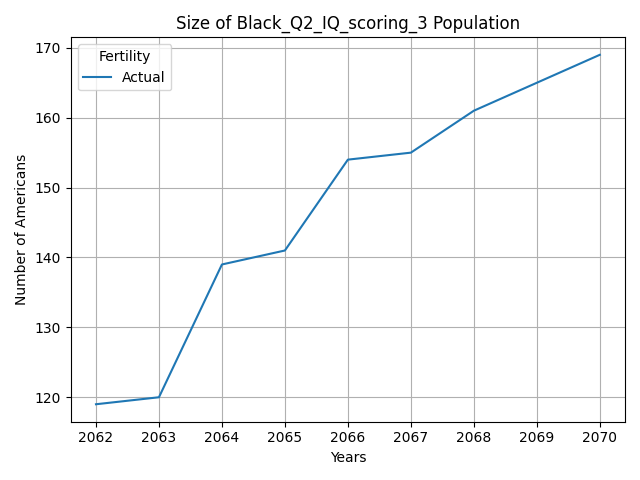 Size of Black_Q2_IQ_scoring_3 Population
Fertility
Actual
170
160
150
140
130
120
Number of Americans
2062 2063 2064 2065 2066 2067 2068 2069 2070
Years